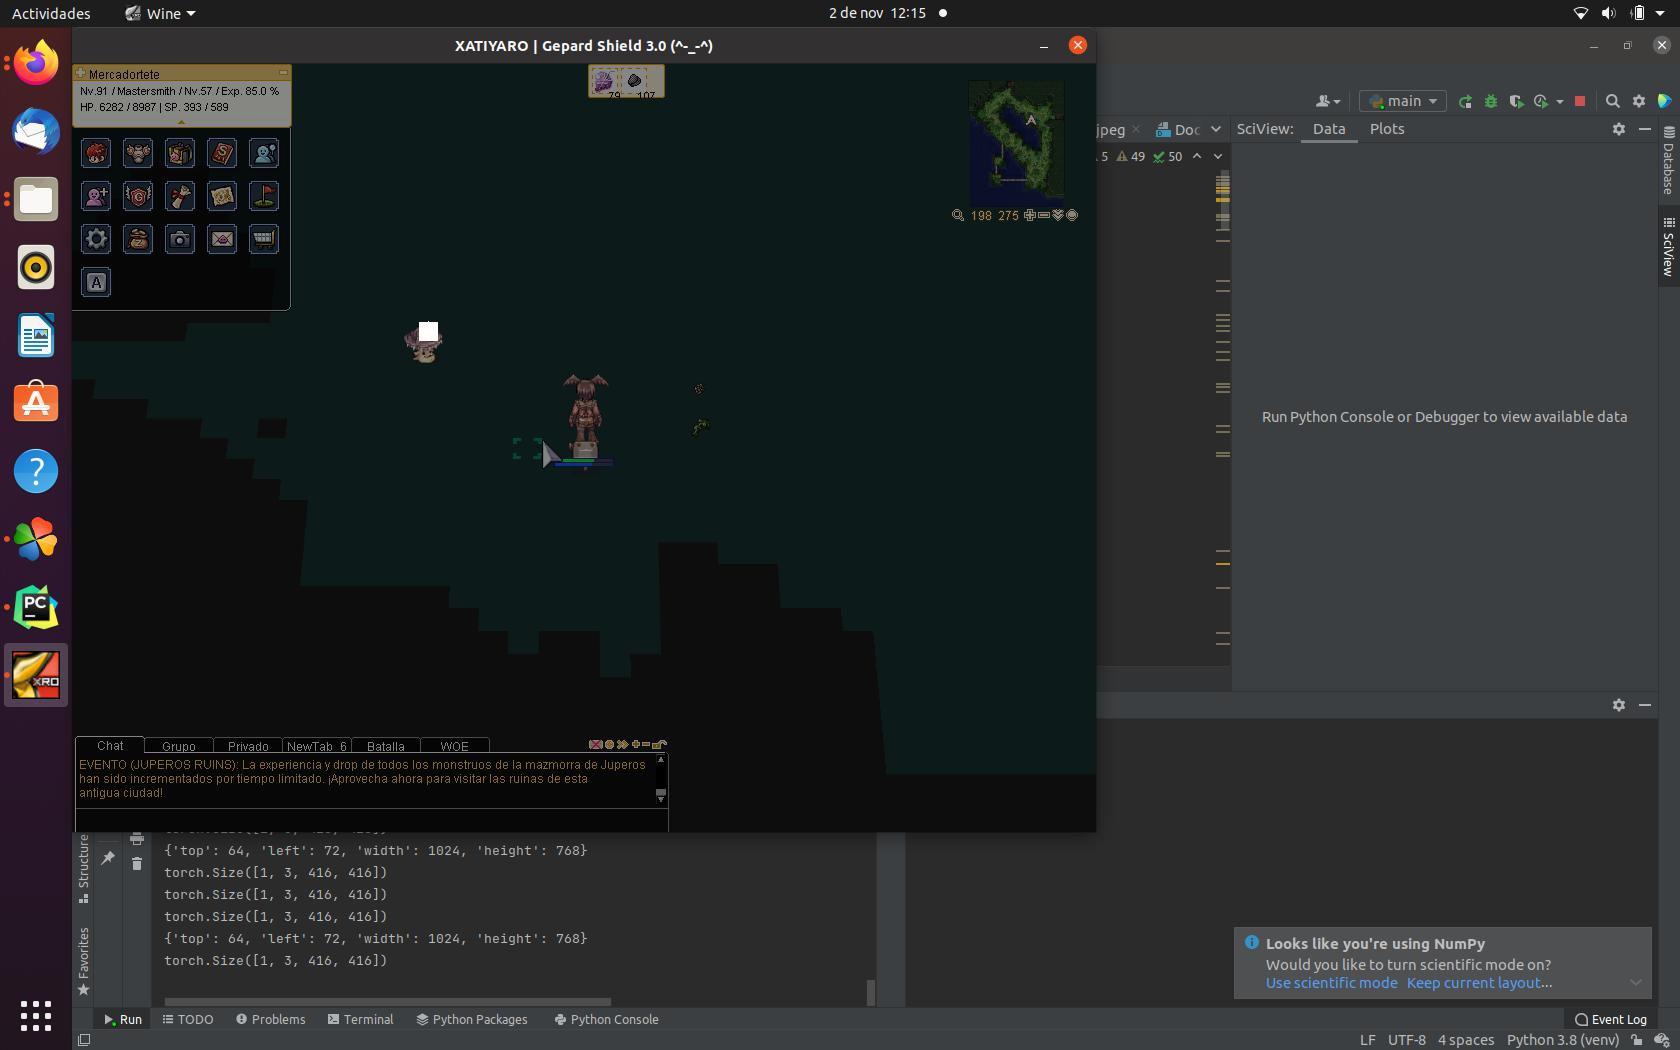 Actividades
Wine
2 de nov 12:15
XATIYARO | Gepard Shield 3.0 (^-_-^)
Mercadortete
Nv.91 / Mastersmith / Nv.57 / Exp. 85.0 %
HP. 6282 / 8987 | SP. 393 / 589
79 107
198 275
main
jpeg
Doc
SciView:
Data
Plots
5
49
50
Database
SciView
Run Python Console or Debugger to view available data
PC
XRO
Chat
Grupo
Privado
NewTab_6
Batalla
WOE
EVENTO (JUPEROS RUINS): La experiencia y drop de todos los monstruos de la mazmorra de Juperos
han sido incrementados por tiempo limitado. ¡Aprovecha ahora para visitar las ruinas de esta
antigua ciudad!
{'top': 64, 'left': 72, 'width': 1024, 'height': 768}
torch.Size([1, 3, 416, 416])
torch.Size([1, 3, 416, 416])
torch.Size([1, 3, 416, 416])
{'top': 64, 'left': 72, 'width': 1024, 'height': 768}
torch.Size([1, 3, 416, 416])
Structure
Favorites
Looks like you're using NumPy
Would you like to turn scientific mode on?
Use scientific mode Keep current layout...
Run
TODO
Problems
Terminal
Python Packages
Python Console
Event Log
LF UTF-8 4 spaces Python 3.8 (venv)